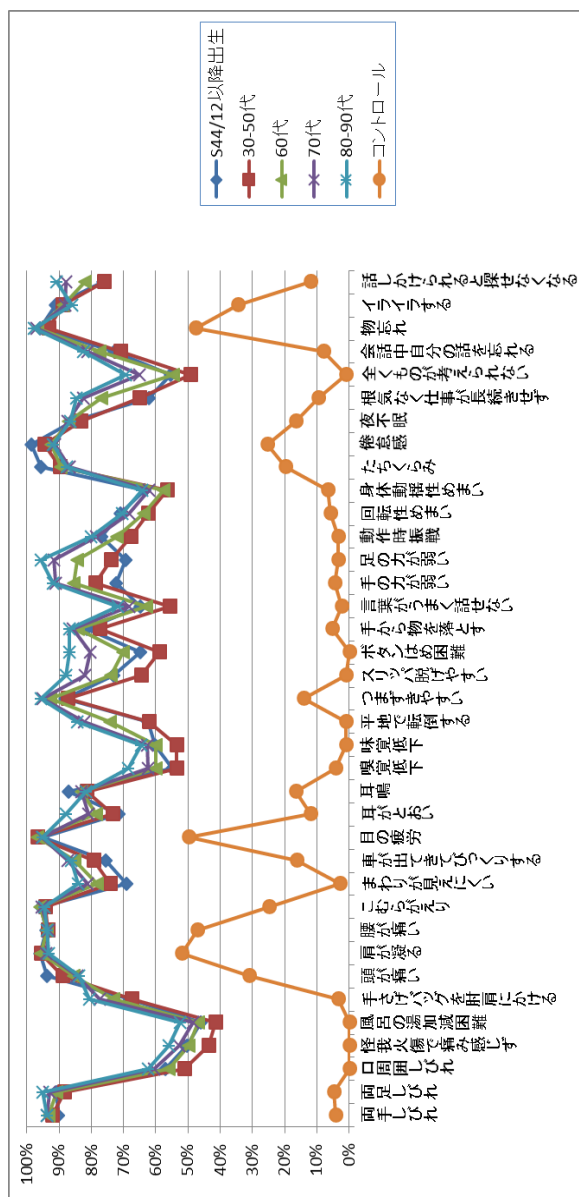 S44/12以降出生
30-50代
60代
70代
80-90代
コントロール
100%
90%
80%
70%
60%
50%
40%
30%
20%
10%
0%
両手しびれ
両足しびれ
口周囲しびれ
怪我火傷で痛み感じず
風呂の湯加減困難
手さげバッグを肘肩にかける
頭が痛い
肩が凝る
腰が痛い
こむらがえり
まわりが見えにくい
車が出てきてびっくりする
目の疲労
耳がとおい
耳鳴
嗅覚低下
味覚低下
平地で転倒する
つまずきやすい
スリッパ脱げやすい
ボタンはめ困難
手から物を落とす
言葉がうまく話せない
手の力が弱い
足の力が弱い
動作時振戦
回転性めまい
身体動揺性めまい
たちくらみ
倦怠感
夜不眠
根気なく仕事が長続きせず
全くものが考えられない
会話中自分の話を忘れる
物忘れ
イライラする
話しかけられると探せなくなる